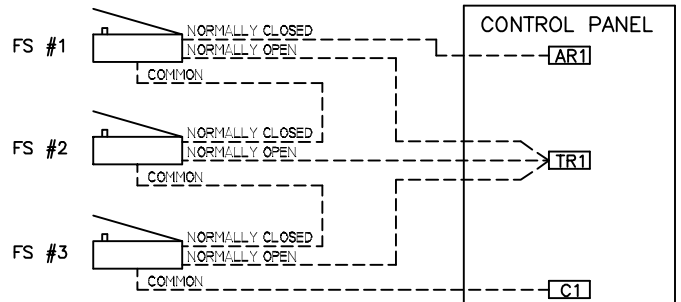 CONTROL PANEL
FS #1
NORMALLY CLOSED
NORMALLY OPEN
COMMON
AR1
FS #2
NORMALLY CLOSED
NORMALLY OPEN
COMMON
TR1
FS #3
NORMALLY CLOSED
NORMALLY OPEN
COMMON
C1